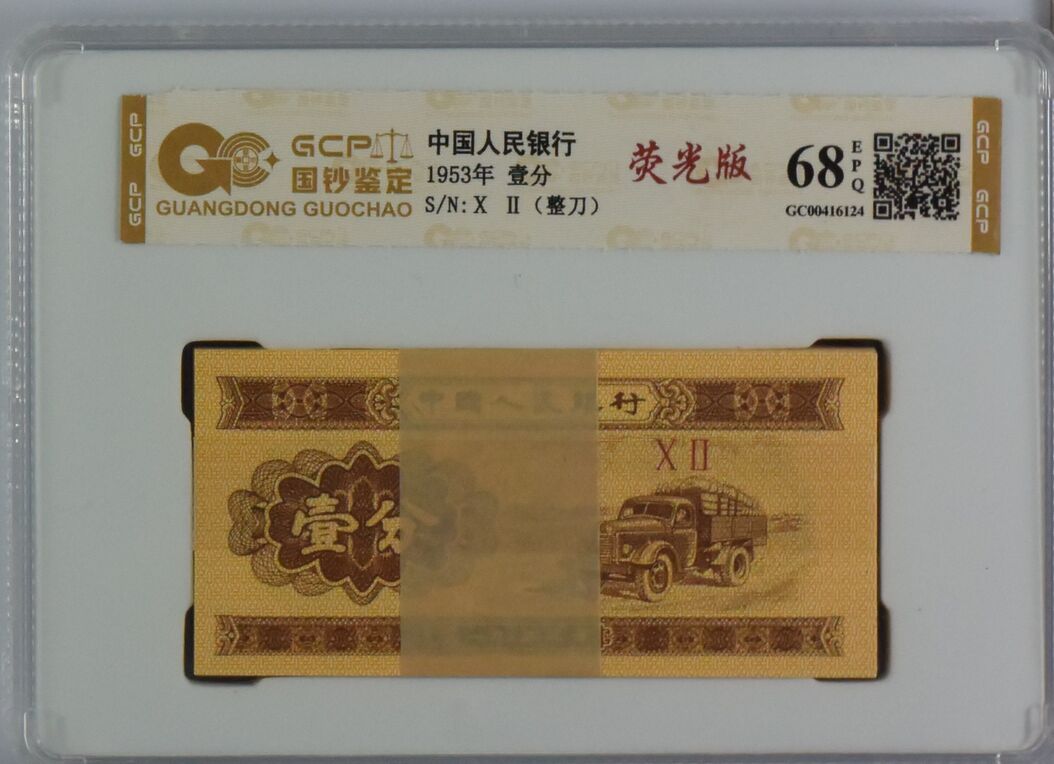 GCP
GCP
GCP
国钞鉴定
GUANGDONG GUOCHAO
中国人民银行
1953年 壹分
S/N: X Ⅱ（整刀）
荧光版
68
EPQ
GC00416124
GCP
GCP
中國人民銀行
X Ⅱ
壹分